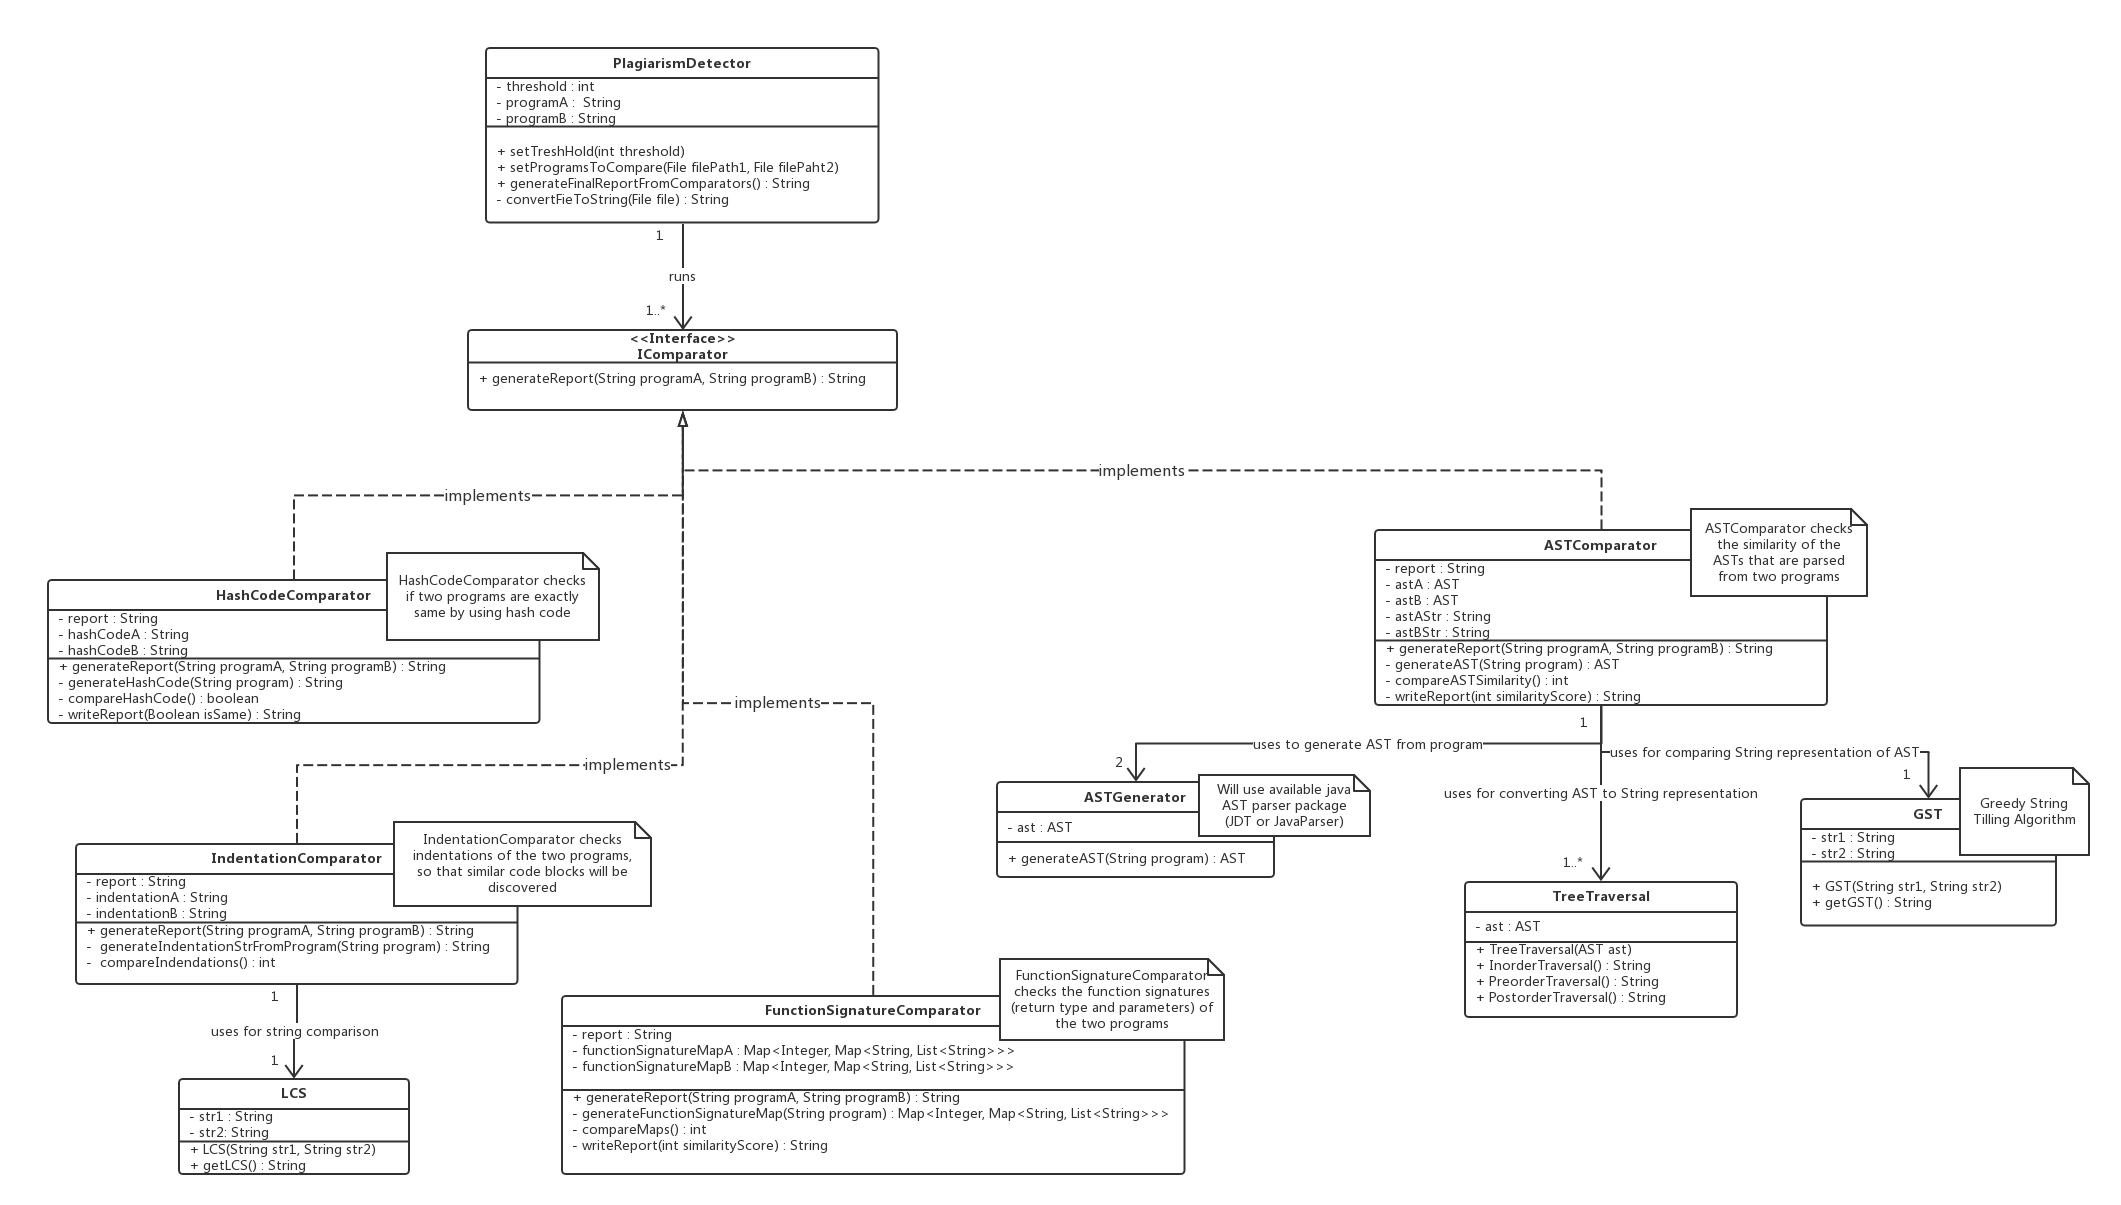 PlagiarismDetector
- threshold : int
- programA :  String
- programB : String
+ setTreshHold(int threshold)
+ setProgramsToCompare(File filePath1, File filePaht2)
+ generateFinalReportFromComparators() : String
- convertFieToString(File file) : String
1
runs
1..*
<<Interface>>
IComparator
+ generateReport(String programA, String programB) : String
implements
implements
implements
implements
HashCodeComparator
- report : String
- hashCodeA : String
- hashCodeB : String
+ generateReport(String programA, String programB) : String
- generateHashCode(String program) : String
- compareHashCode() : boolean
- writeReport(Boolean isSame) : String
HashCodeComparator checks
if two programs are exactly
same by using hash code
ASTComparator
- report : String
- astA : AST
- astB : AST
- astAStr : String
- astBStr : String
+ generateReport(String programA, String programB) : String
- generateAST(String program) : AST
- compareASTSimilarity() : int
- writeReport(int similarityScore) : String
ASTComparator checks
the similarity of the
ASTs that are parsed
from two programs
1
uses to generate AST from program
2
uses for comparing String representation of AST
1
uses for converting AST to String representation
1..*
ASTGenerator
- ast : AST
+ generateAST(String program) : AST
Will use available java
AST parser package
(JDT or JavaParser)
GST
- str1 : String
- str2 : String
+ GST(String str1, String str2)
+ getGST() : String
Greedy String
Tilling Algorithm
TreeTraversal
- ast : AST
+ TreeTraversal(AST ast)
+ InorderTraversal() : String
+ PreorderTraversal() : String
+ PostorderTraversal() : String
IndentationComparator
- report : String
- indentationA : String
- indentationB : String
+ generateReport(String programA, String programB) : String
-  generateIndentationStrFromProgram(String program) : String
-  compareIndendations() : int
IndentationComparator checks
indentations of the two programs,
so that similar code blocks will be
discovered
1
uses for string comparison
1
LCS
- str1 : String
- str2: String
+ LCS(String str1, String str2)
+ getLCS() : String
FunctionSignatureComparator
- report : String
- functionSignatureMapA : Map<Integer, Map<String, List<String>>>
- functionSignatureMapB : Map<Integer, Map<String, List<String>>>
+ generateReport(String programA, String programB) : String
- generateFunctionSignatureMap(String program) : Map<Integer, Map<String, List<String>>>
- compareMaps() : int
- writeReport(int similarityScore) : String
FunctionSignatureComparator
checks the function signatures
(return type and parameters) of
the two programs